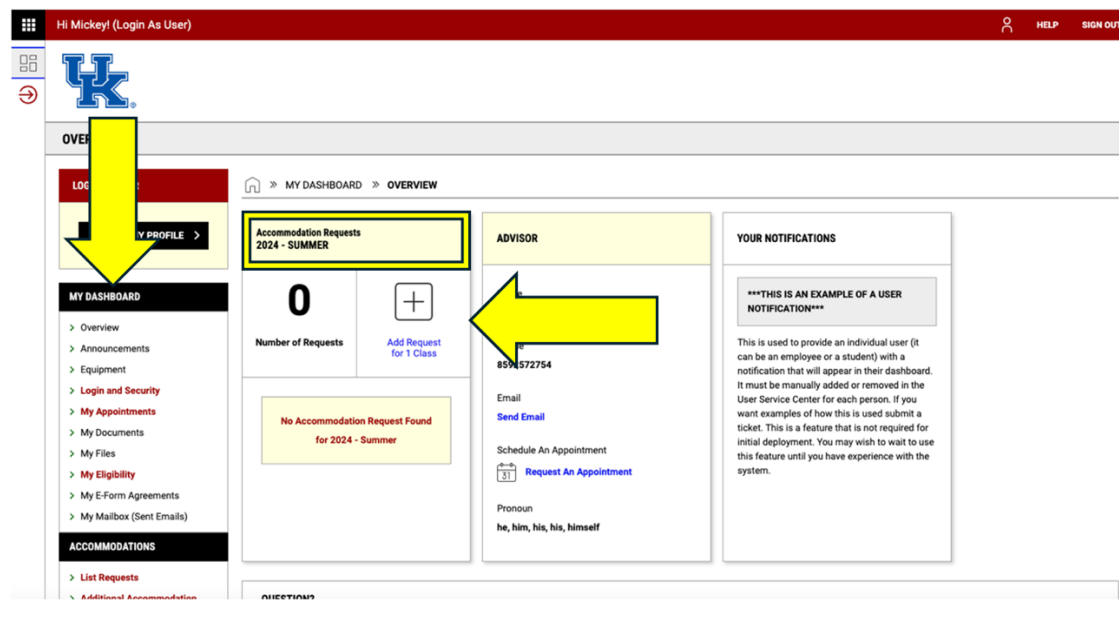 Hi Mickey! (Login As User)
HELP
SIGN OUT
UK
OVER
LOG
MY DASHBOARD » OVERVIEW
Y PROFILE >
Accommodation Requests
2024 - SUMMER
0
Number of Requests
Add Request
for 1 Class
No Accommodation Request Found
for 2024 - Summer
ADVISOR
Email
Send Email
Schedule An Appointment
31
Request An Appointment
Pronoun
he, him, his, his, himself
YOUR NOTIFICATIONS
***THIS IS AN EXAMPLE OF A USER
NOTIFICATION***
This is used to provide an individual user (it
can be an employee or a student) with a
notification that will appear in their dashboard.
It must be manually added or removed in the
User Service Center for each person. If you
want examples of how this is used submit a
ticket. This is a feature that is not required for
initial deployment. You may wish to wait to use
this feature until you have experience with the
system.
MY DASHBOARD
> Overview
> Announcements
> Equipment
> Login and Security
> My Appointments
> My Documents
> My Files
> My Eligibility
> My E-Form Agreements
> My Mailbox (Sent Emails)
ACCOMMODATIONS
> List Requests
> Additional Accommodation
QUESTION?